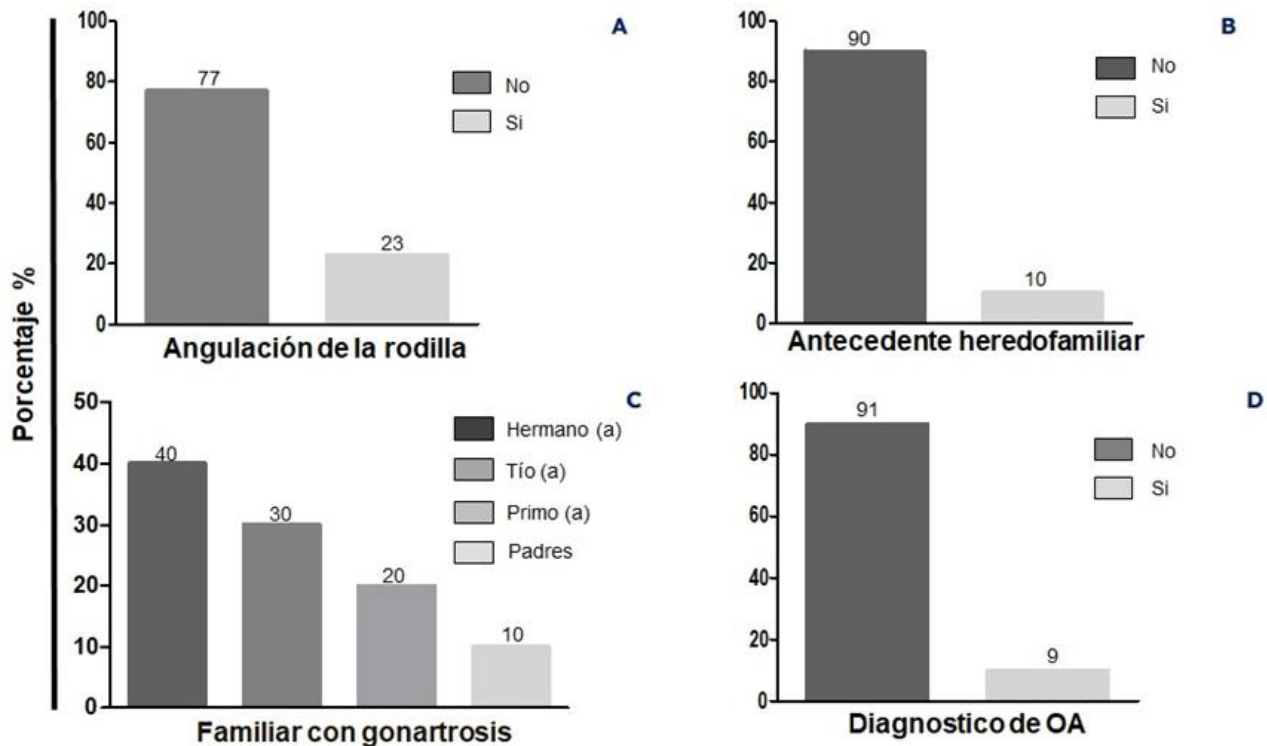 Porcentaje %
A
100
80
60
40
20
0
77
23
No
Si
Angulación de la rodilla
B
100
80
60
40
20
0
90
10
No
Si
Antecedente heredofamiliar
C
50
40
30
20
10
0
40
30
20
10
Hermano (a)
Tío (a)
Primo (a)
Padres
Familiar con gonartrosis
D
100
80
60
40
20
0
91
9
No
Si
Diagnostico de OA